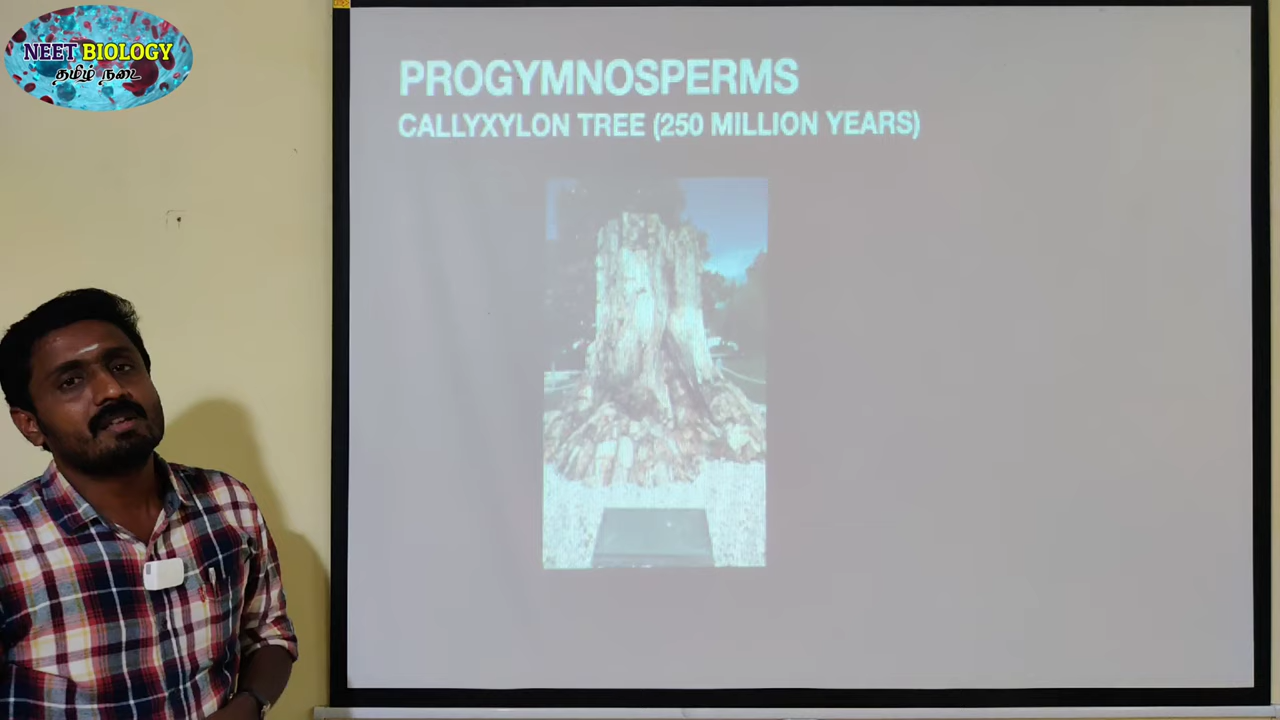 NEET BIOLOGY
தமிழ் நடை
PROGYMNOSPERMS
CALLYXYLON TREE (250 MILLION YEARS)